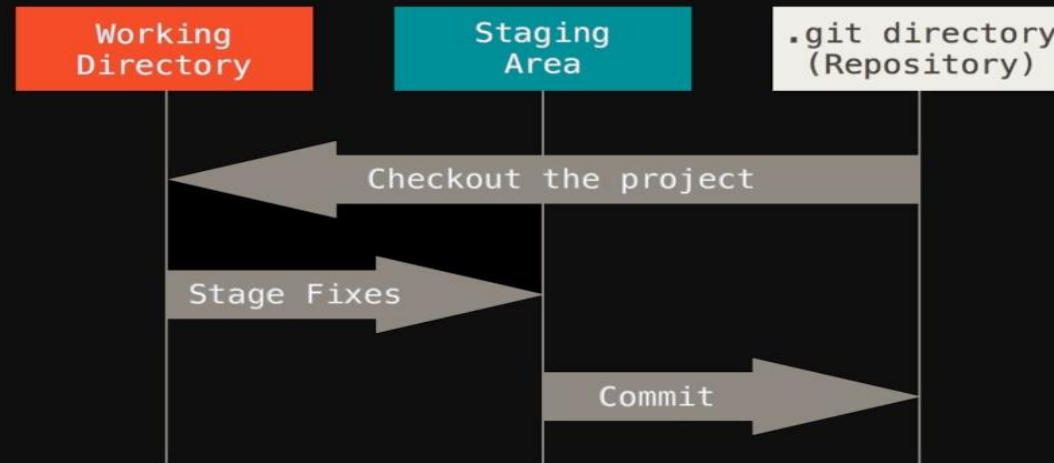 Working
Directory
Staging
Area
.git directory
(Repository)
Checkout the project
Stage Fixes
Commit